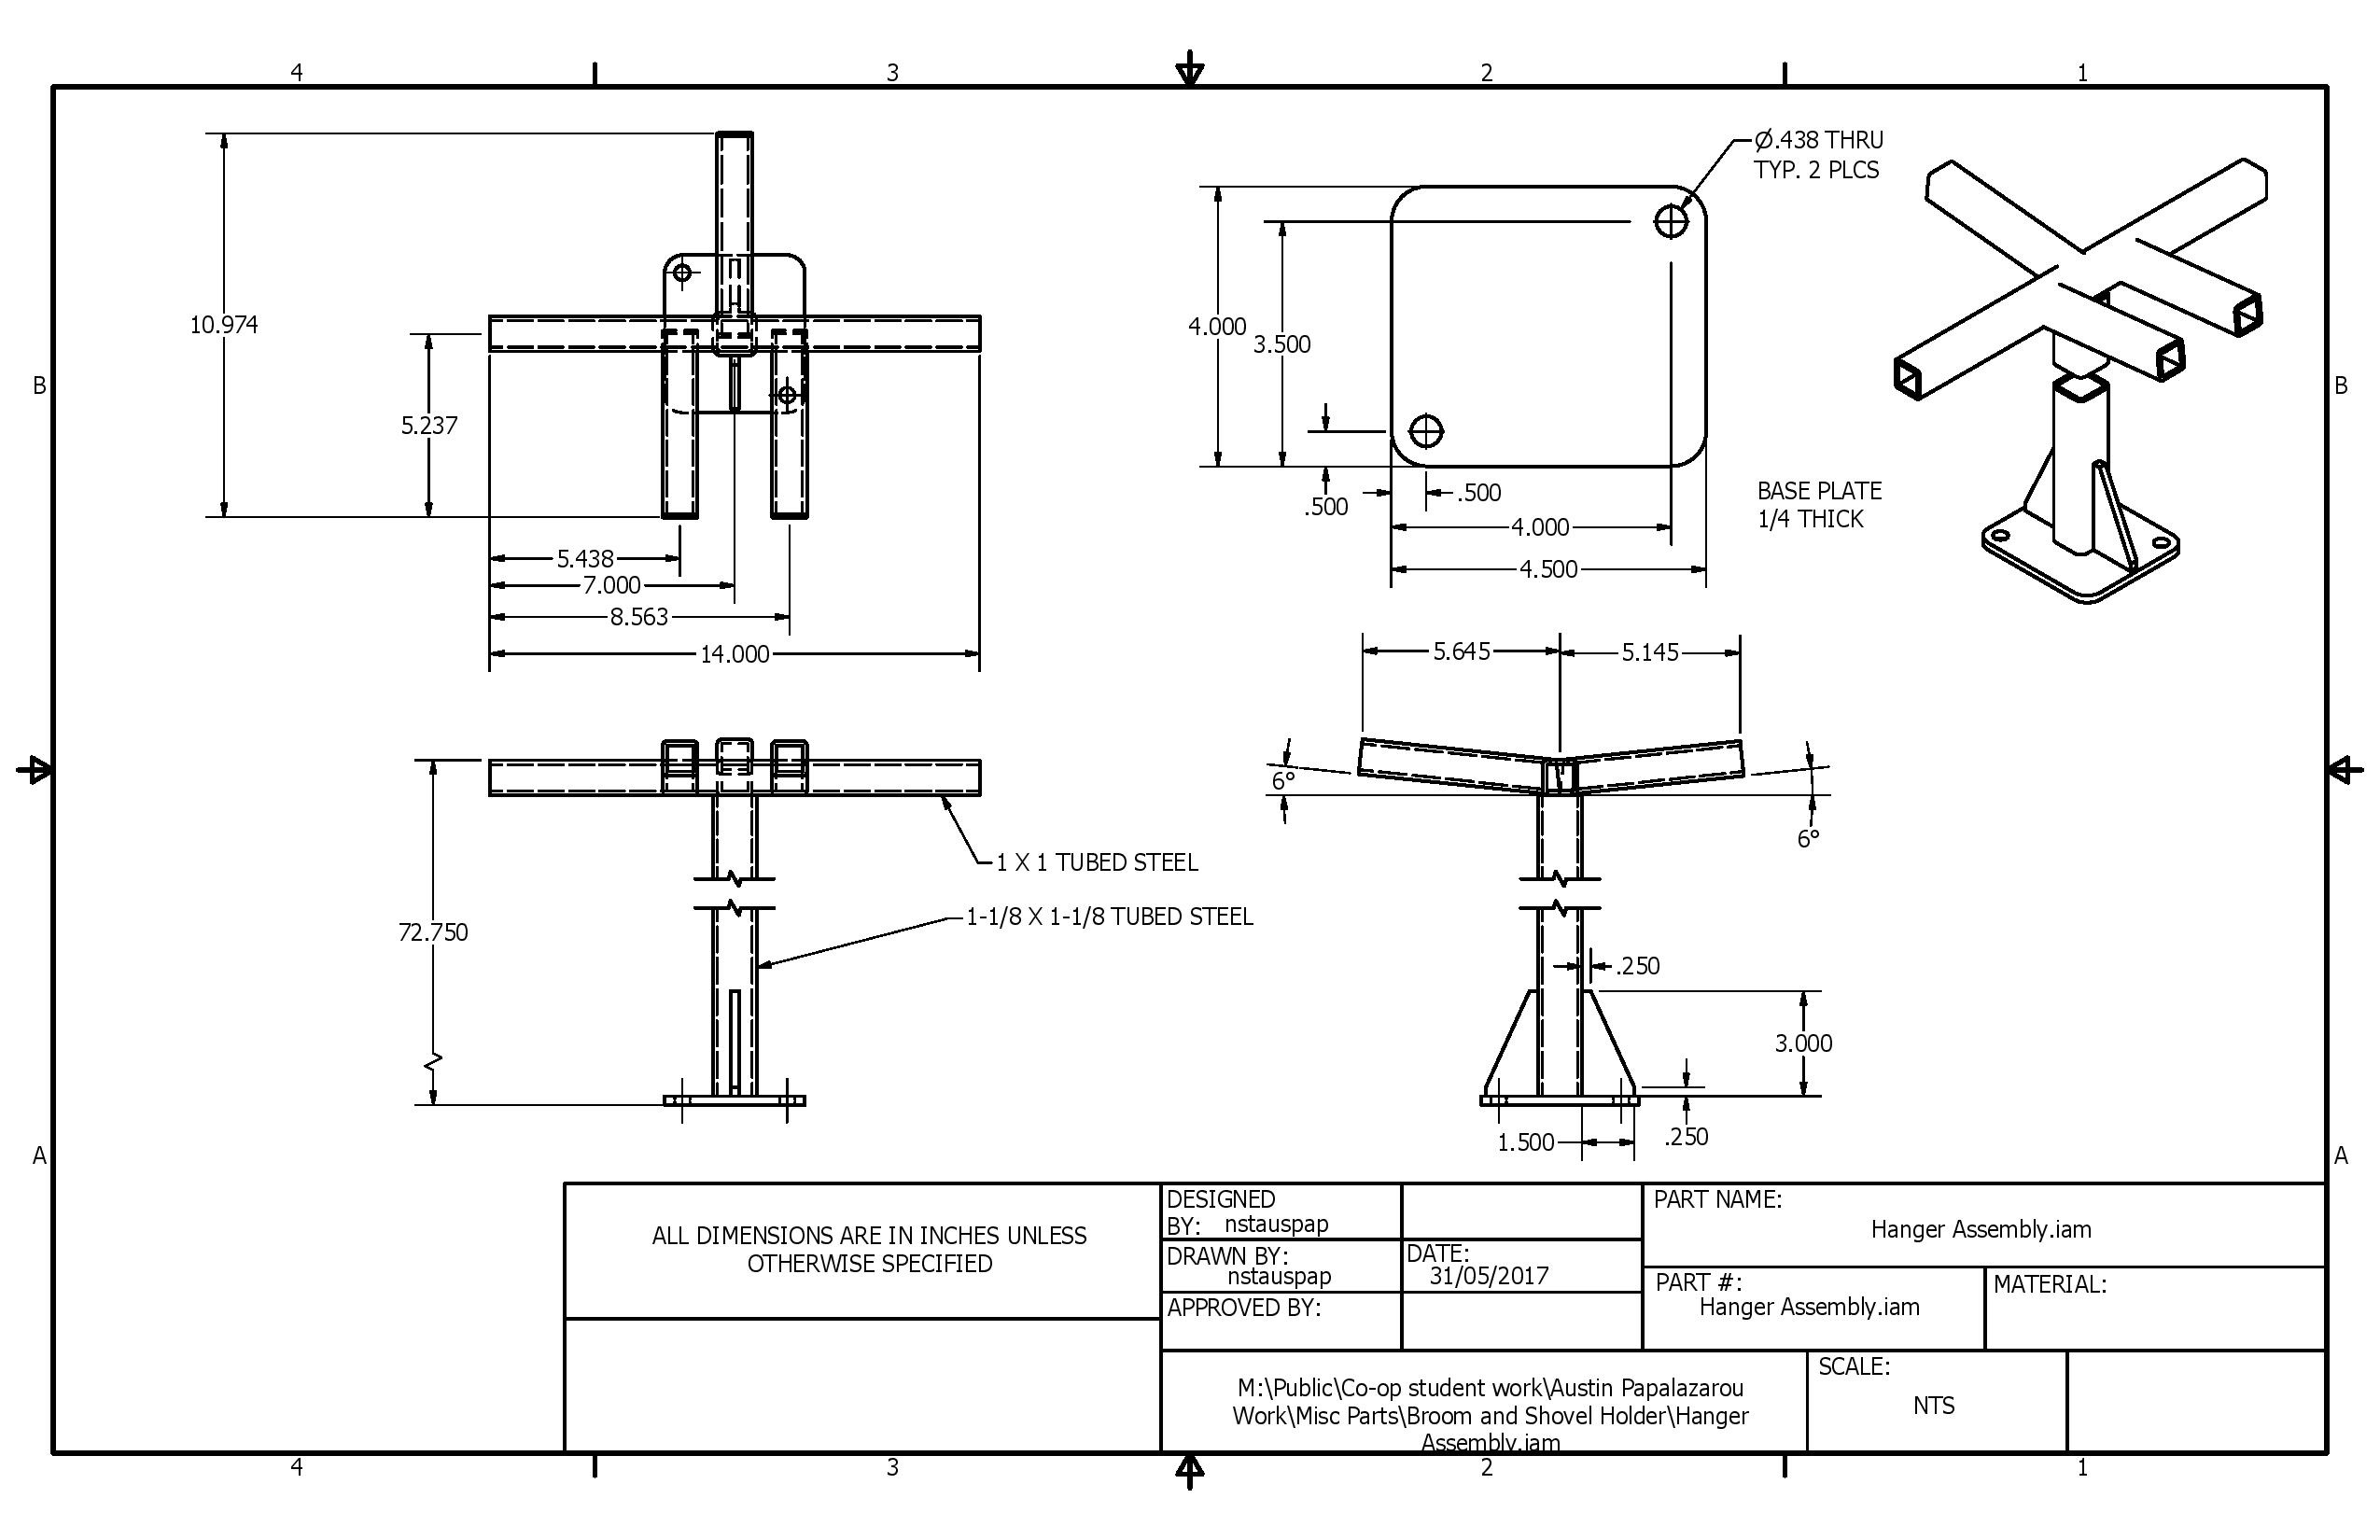 4 3 2 1
B
B
A
A
10.974
5.237
5.438
7.000
8.563
14.000
Ø.438 THRU
TYP. 2 PLCS
4.000
3.500
.500
.500
4.000
4.500
BASE PLATE
1/4 THICK
72.750
1 X 1 TUBED STEEL
1-1/8 X 1-1/8 TUBED STEEL
5.645
5.145
6°
6°
.250
3.000
1.500
.250
ALL DIMENSIONS ARE IN INCHES UNLESS
OTHERWISE SPECIFIED
DESIGNED
BY: nstauspap
DRAWN BY:
nstauspap
DATE:
31/05/2017
APPROVED BY:
PART NAME:
Hanger Assembly.iam
PART #:
Hanger Assembly.iam
MATERIAL:
M:\Public\Co-op student work\Austin Papalazarou
Work\Misc Parts\Broom and Shovel Holder\Hanger
Assembly.iam
SCALE:
NTS
4 3 2 1